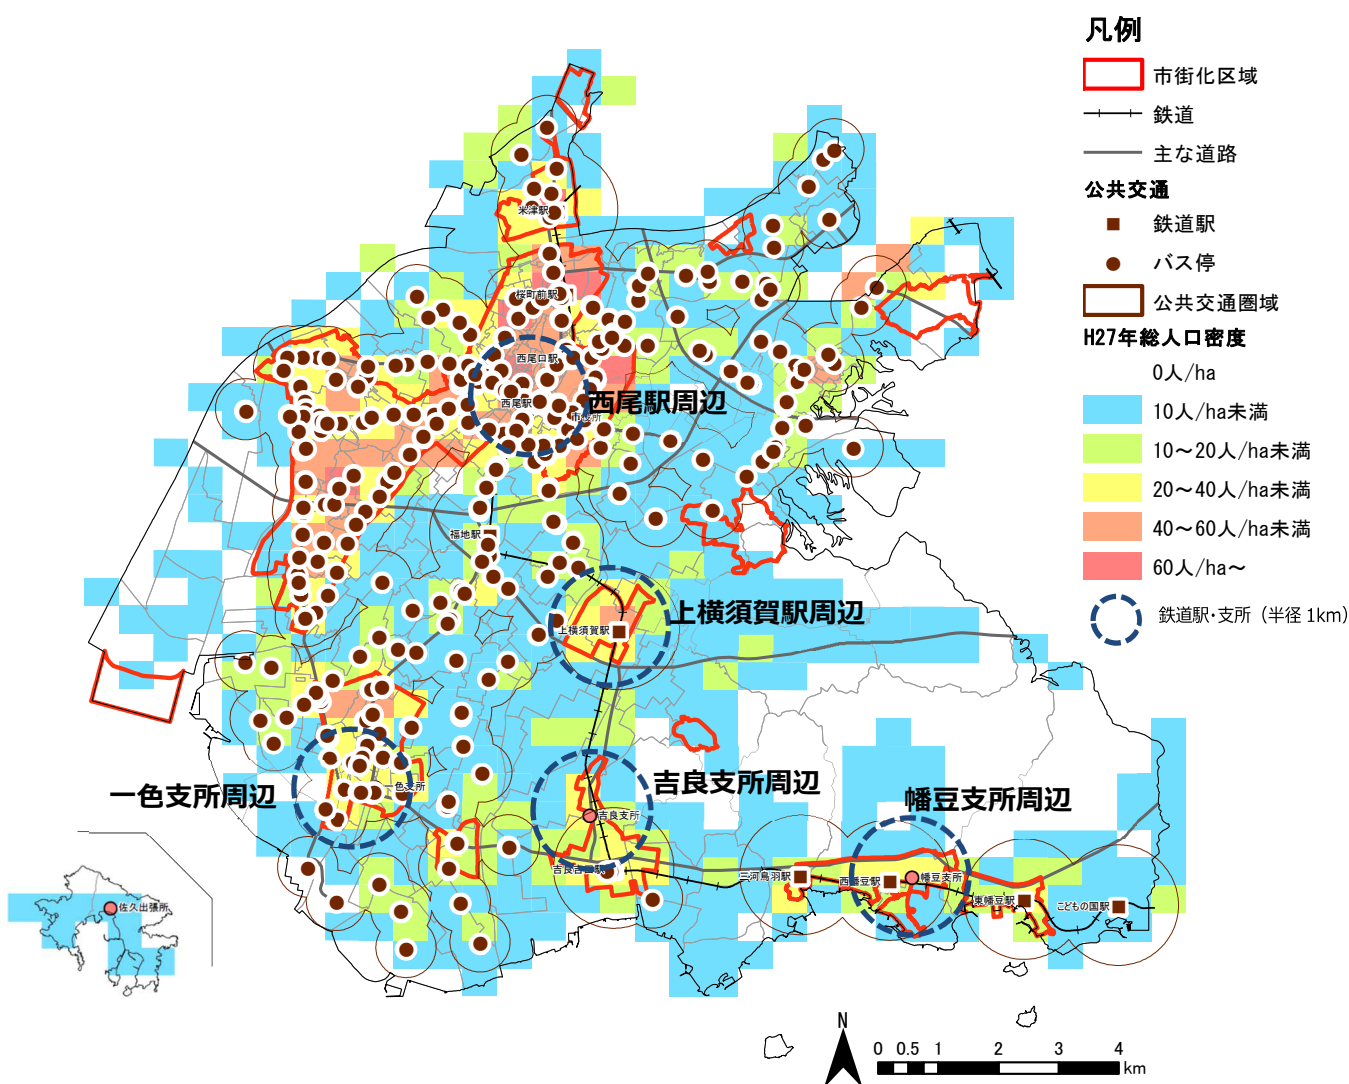 凡例
市街化区域
鉄道
主な道路
公共交通
鉄道駅
バス停
公共交通圏域
H27年総人口密度
0人/ha
10人/ha未満
10～20人/ha未満
20～40人/ha未満
40～60人/ha未満
60人/ha～
鉄道駅・支所（半径 1km）
米津駅
桜町前駅
西尾口駅
西尾駅
西尾駅周辺
福地駅
上横須賀駅周辺
上横須賀駅
一色支所周辺
一色支所
吉良支所周辺
吉良支所
吉良吉田駅
幡豆支所周辺
三河鳥羽駅
西幡豆駅
幡豆支所
東幡豆駅
こどもの国駅
佐久出張所
N
0 0.5 1 2 3 4
km